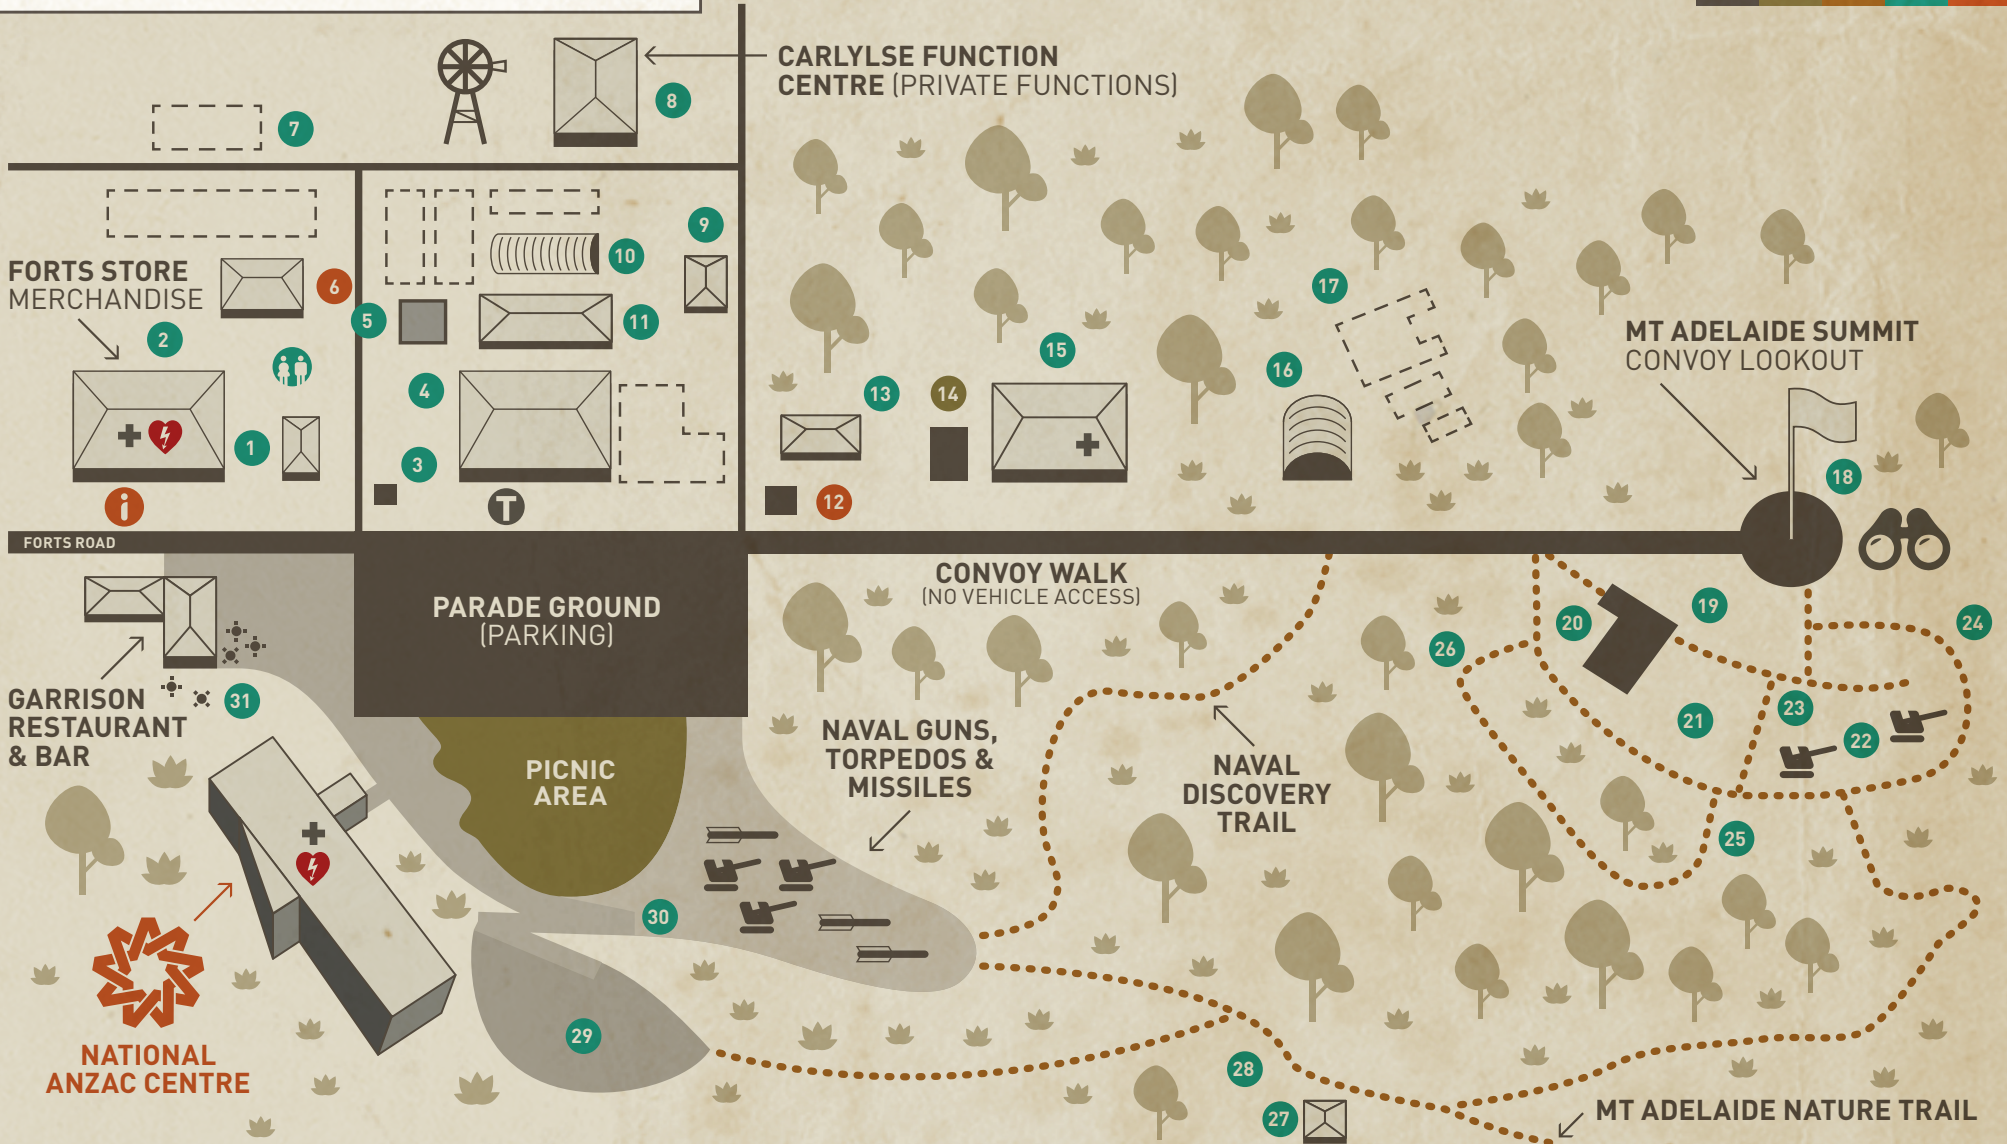 CARLYLSE FUNCTION
CENTRE (PRIVATE FUNCTIONS)
8
7
9
10
FORTS STORE
MERCHANDISE
6
5
11
2
17
MT ADELAIDE SUMMIT
CONVOY LOOKOUT
15
16
4
13
14
1
3
18
12
i
T
FORTS ROAD
CONVOY WALK
(NO VEHICLE ACCESS)
PARADE GROUND
(PARKING)
19
20
24
26
GARRISON
RESTAURANT
& BAR
31
21
23
22
NAVAL GUNS,
TORPEDOS &
MISSILES
PICNIC
AREA
NAVAL
DISCOVERY
TRAIL
25
30
29
NATIONAL
ANZAC CENTRE
28
27
MT ADELAIDE NATURE TRAIL